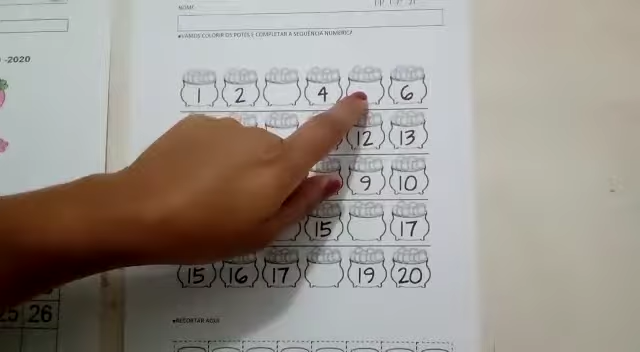 NOME
-2020
●VAMOS COLORIR OS POTES E COMPLETAR A SEQUÊNCIA NUMÉRICA
1 2 4 6
12 13
9 10
15 17
15 16 17 19 20
25 26
●RECORTAR AQUI